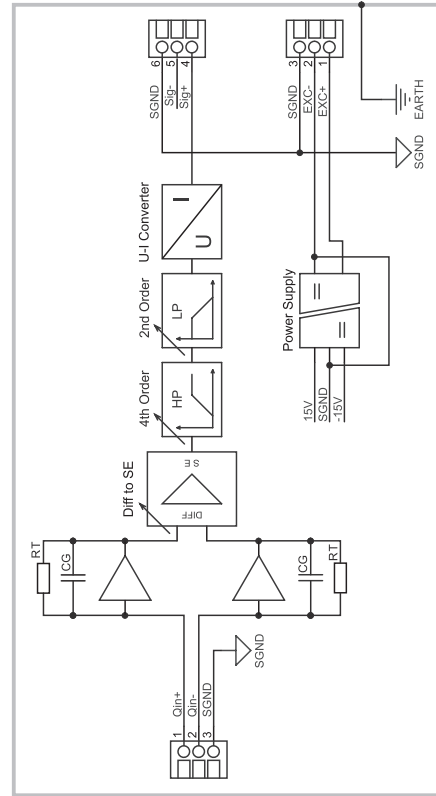 1 Qin+
2 Qin-
3 SGND
SGND
RT
CG
CG
RT
Diff to SE
DIFF
S E
4th Order
HP
2nd Order
LP
U-I Converter
U
I
SGND 6
Sig- 5
Sig+ 4
Power Supply
15V
SGND
-15V
SGND 3
EXC- 2
EXC+ 1
SGND
EARTH